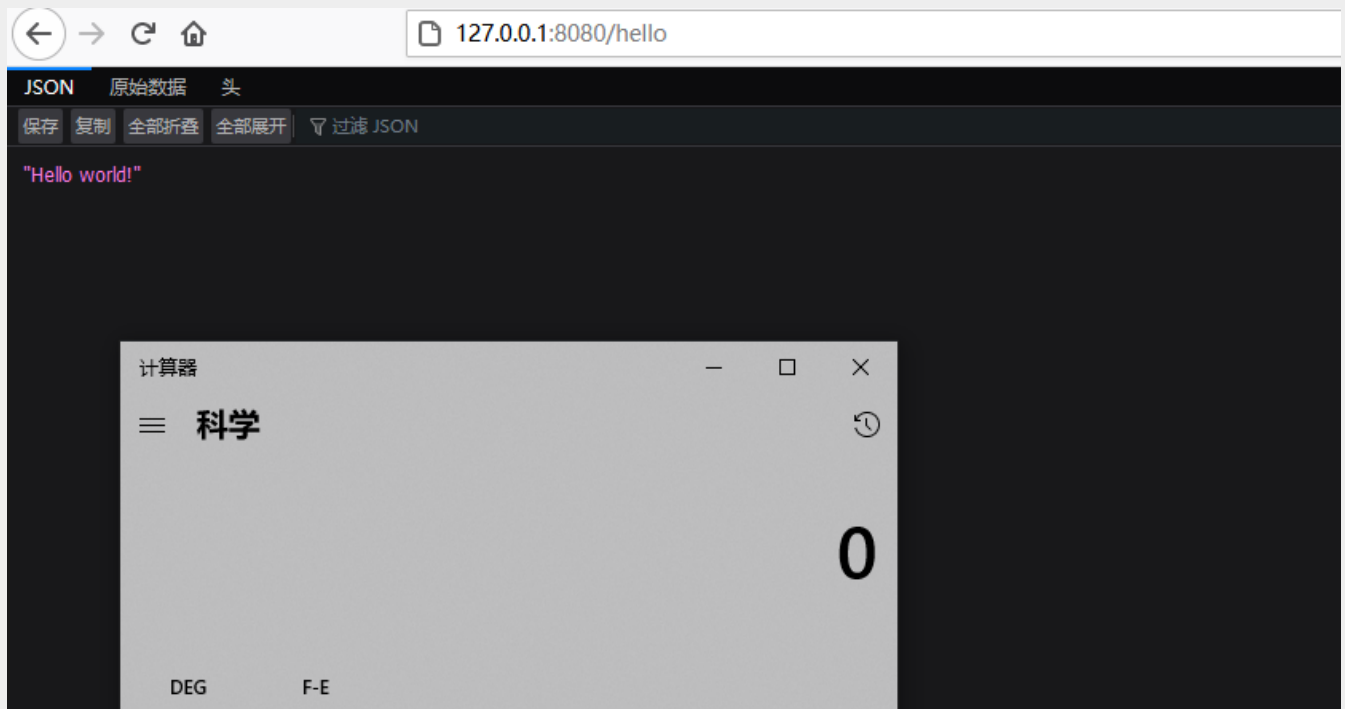 127.0.0.1:8080/hello
JSON 原始数据 头
保存 复制 全部折叠 全部展开 过滤 JSON
"Hello world!"
计算器
科学
0
DEG F-E